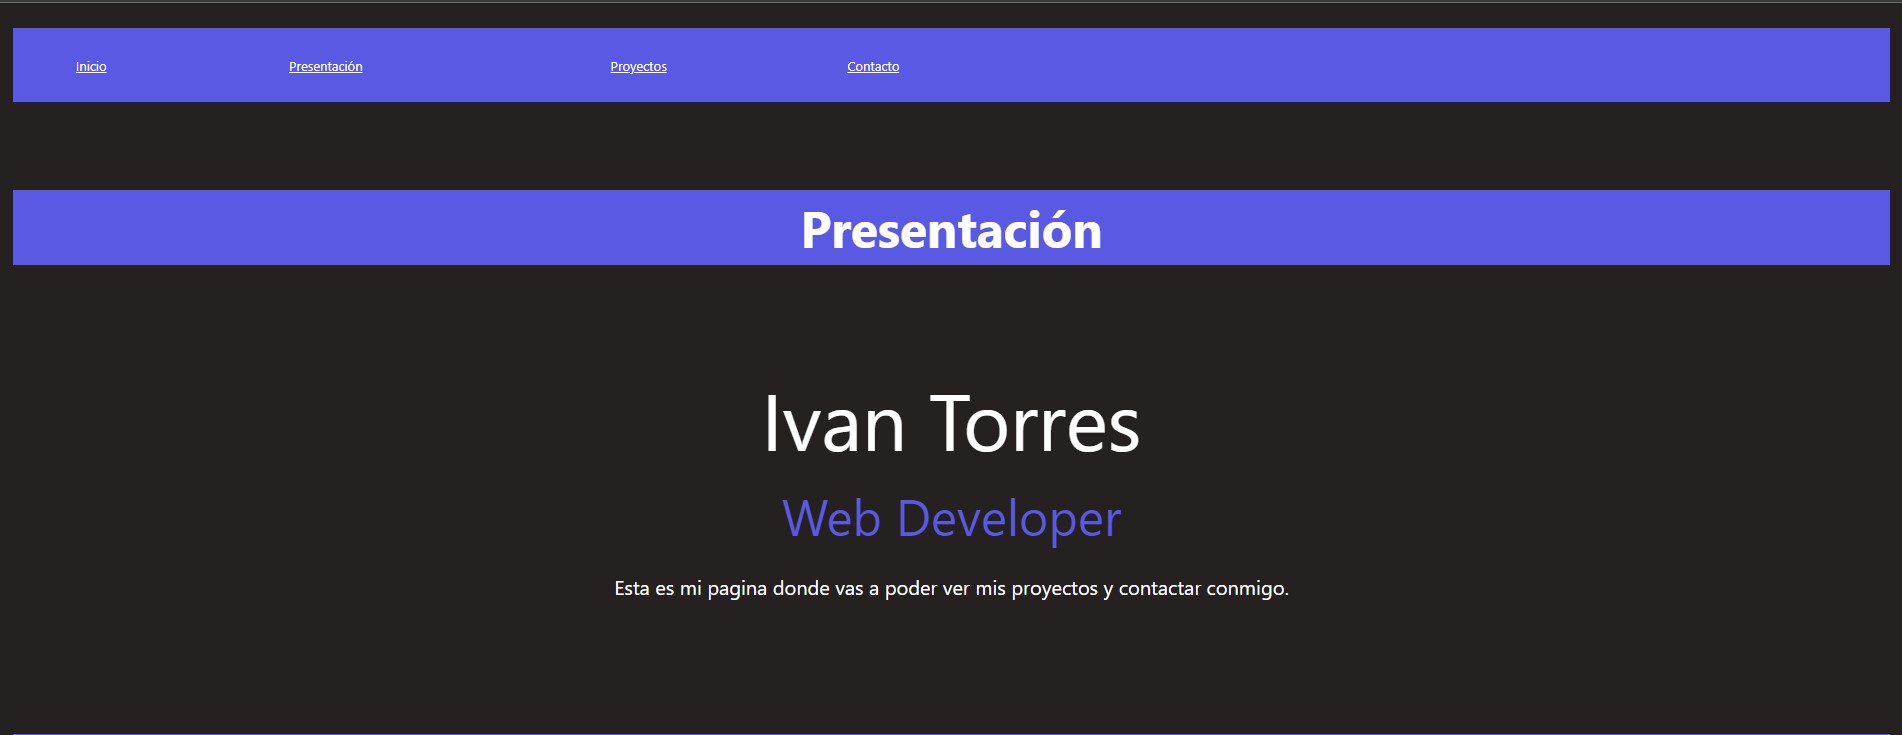 Inicio Presentación Proyectos Contacto
Presentación
Ivan Torres
Web Developer
Esta es mi pagina donde vas a poder ver mis proyectos y contactar conmigo.